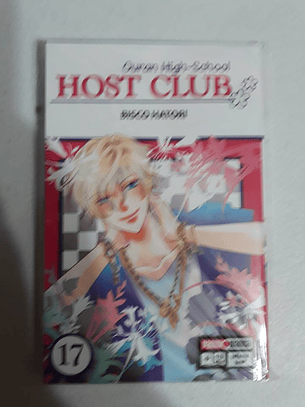 Ouran High-School
HOST CLUB
BISCO HATORI
17